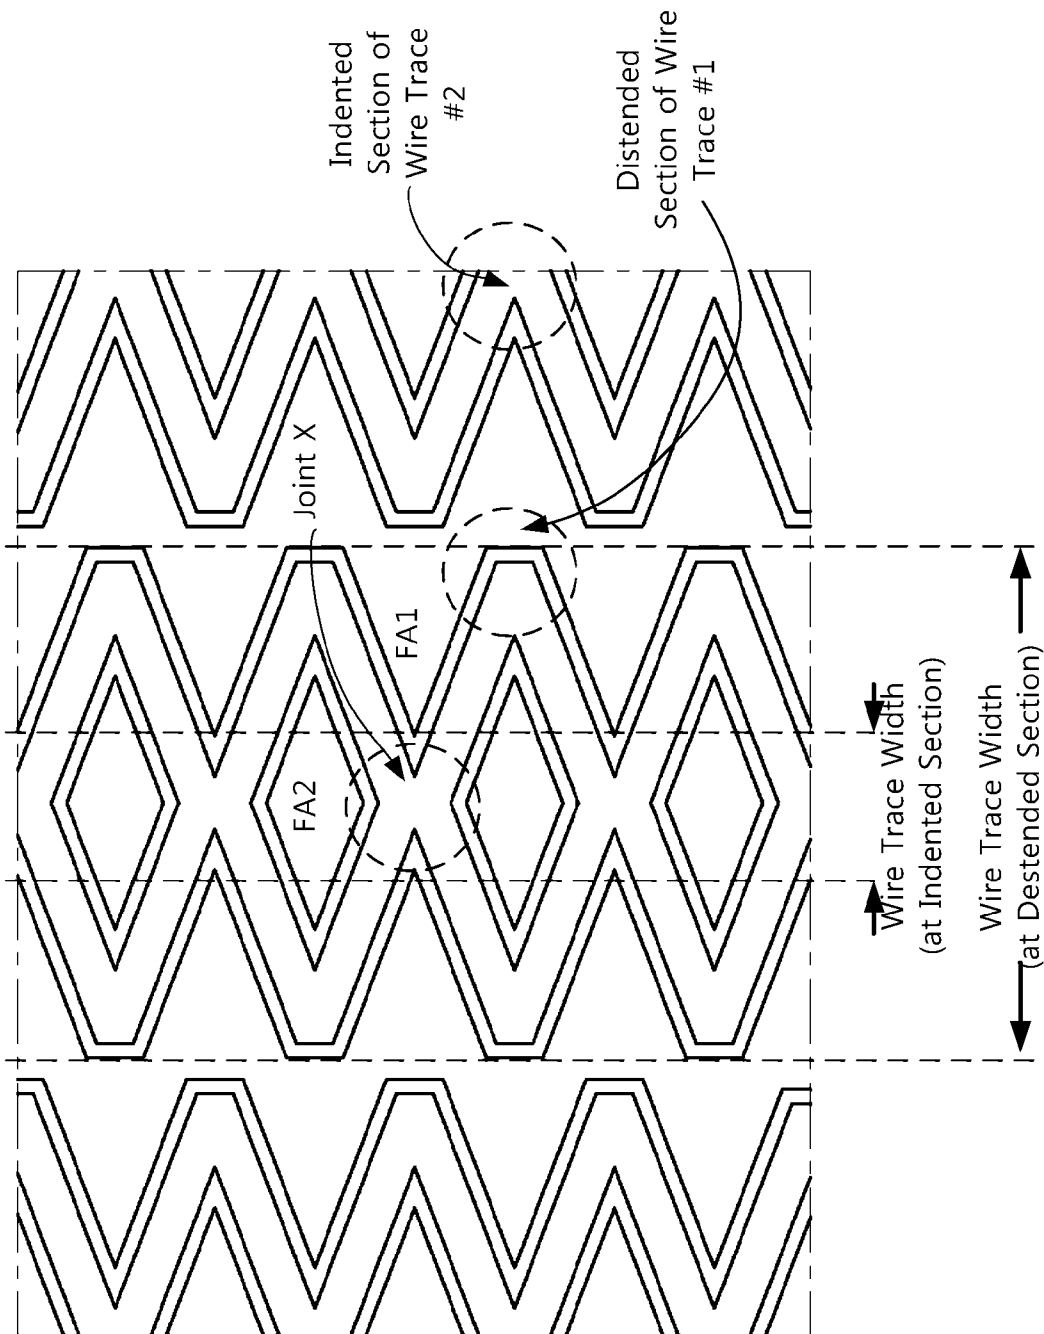 Indented
Section of
Wire Trace
#2
Distended
Section of Wire
Trace #1
Joint X
FA1
FA2
Wire Trace Width
(at Indented Section)
Wire Trace Width
(at Destended Section)